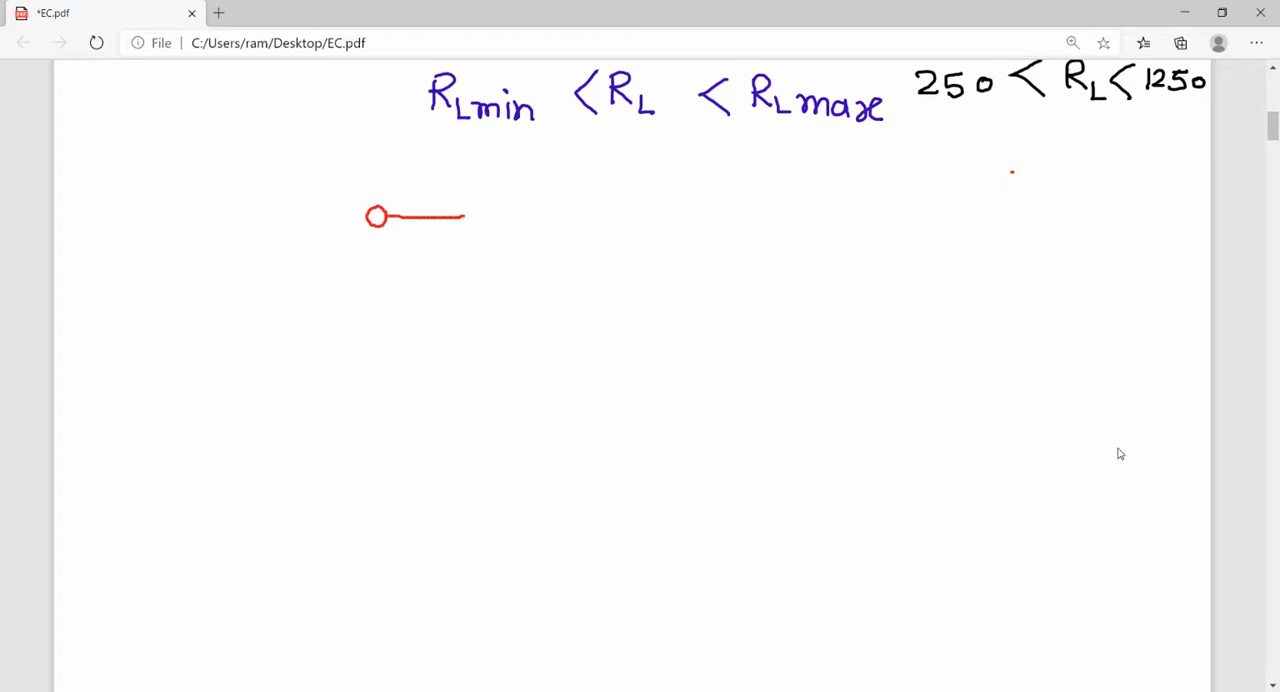 *EC.pdf
File | C:/Users/ram/Desktop/EC.pdf
RLmin < RL < RLmax 250 < RL < 1250